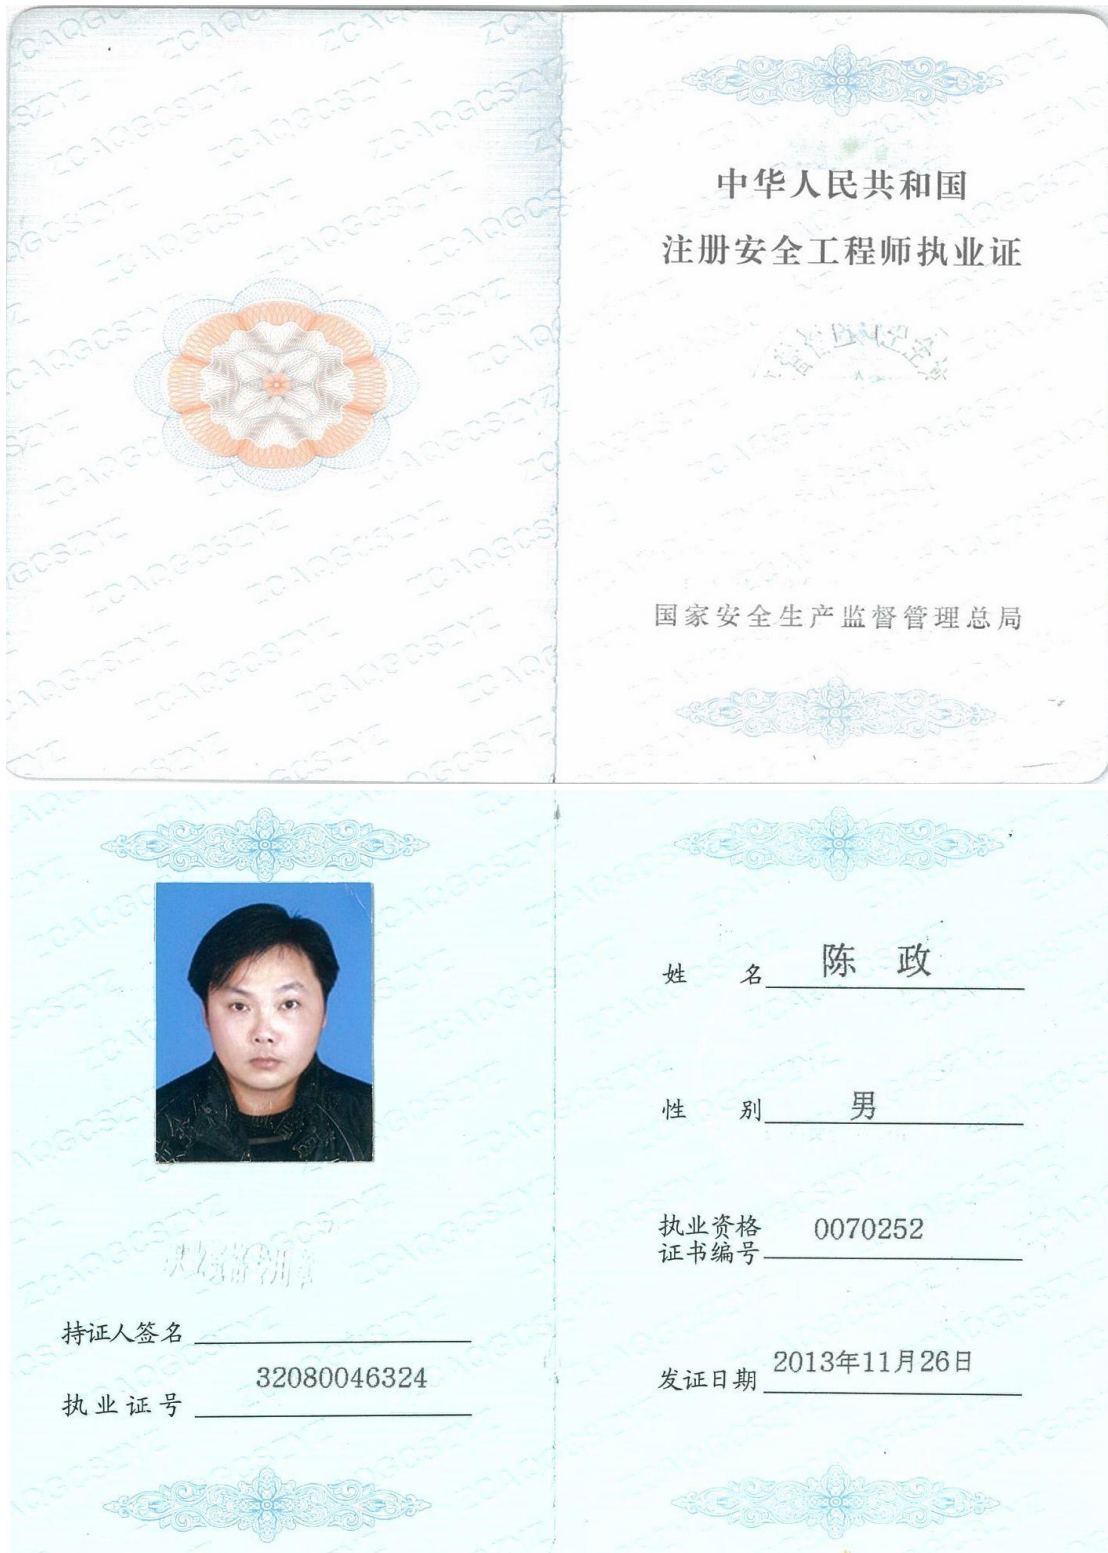 中华人民共和国
注册安全工程师执业证
国家安全生产监督管理总局
姓 名 陈 政
性 别 男
执业资格
证书编号 0070252
发证日期 2013年11月26日
持证人签名
执业证号 32080046324